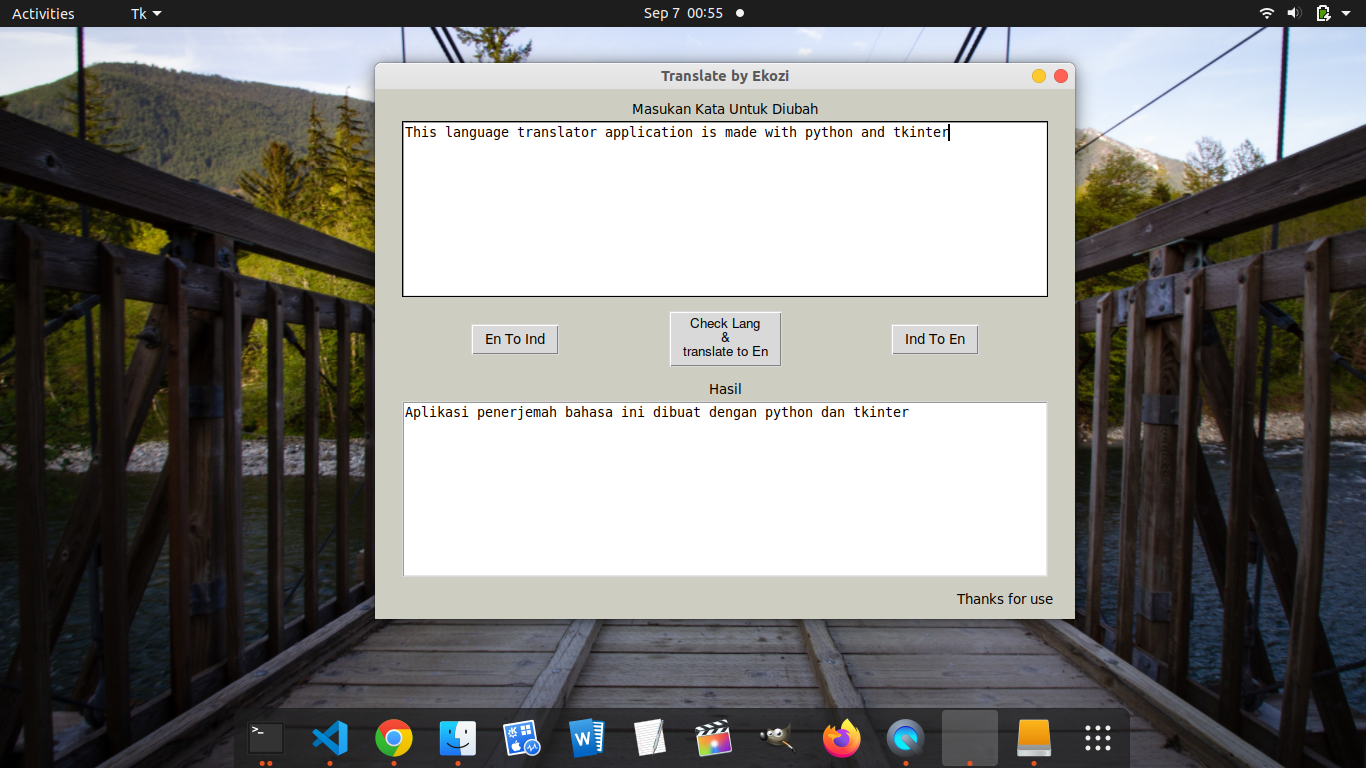 Activities
Tk
Sep 7 00:55
Translate by Ekozi
Masukan Kata Untuk Diubah
This language translator application is made with python and tkinter
En To Ind
Check Lang
&
translate to En
Ind To En
Hasil
Aplikasi penerjemah bahasa ini dibuat dengan python dan tkinter
Thanks for use
>_
W